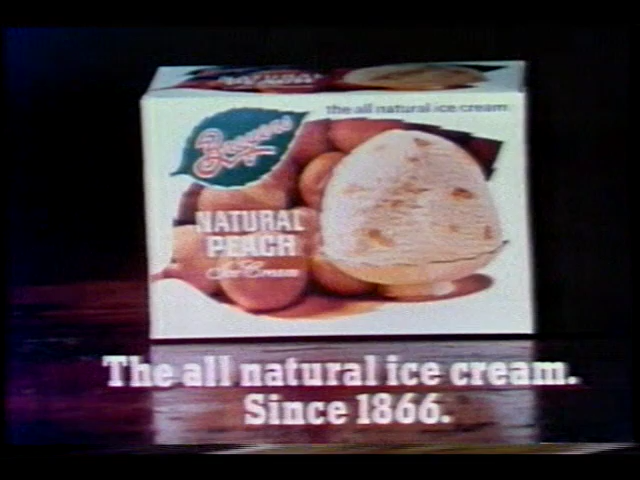 the all natural ice cream
Breyers
NATURAL
PEACH
Ice Cream
The all natural ice cream.
Since 1866.